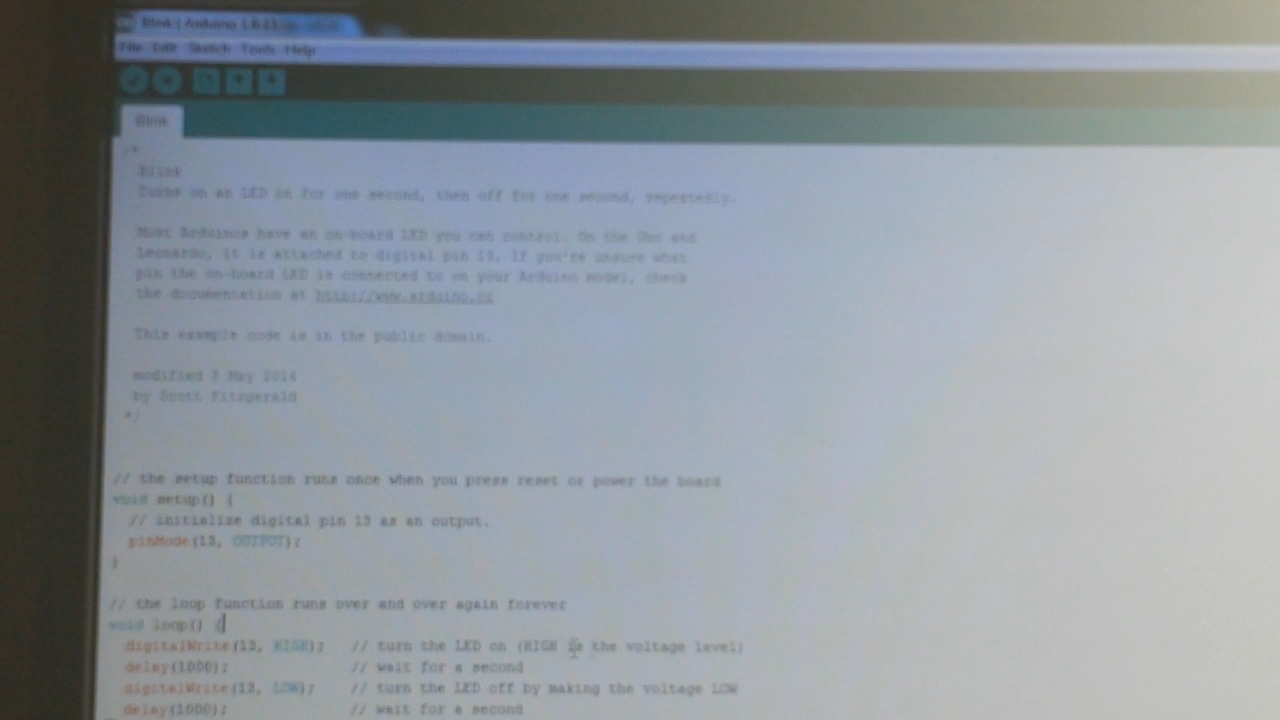 Blink | Arduino 1.6.12
File Edit Sketch Tools Help
Blink
/*
Blink
Turns on an LED on for one second, then off for one second, repeatedly.
Most Arduinos have an on-board LED you can control. On the Uno and
Leonardo, it is attached to digital pin 13. If you're unsure what
pin the on-board LED is connected to on your Arduino model, check
the documentation at http://www.arduino.cc
This example code is in the public domain.
modified 8 May 2014
by Scott Fitzgerald
*/
// the setup function runs once when you press reset or power the board
void setup() {
// initialize digital pin 13 as an output.
pinMode(13, OUTPUT);
}
// the loop function runs over and over again forever
void loop() {
digitalWrite(13, HIGH); // turn the LED on (HIGH is the voltage level)
delay(1000); // wait for a second
digitalWrite(13, LOW); // turn the LED off by making the voltage LOW
delay(1000); // wait for a second